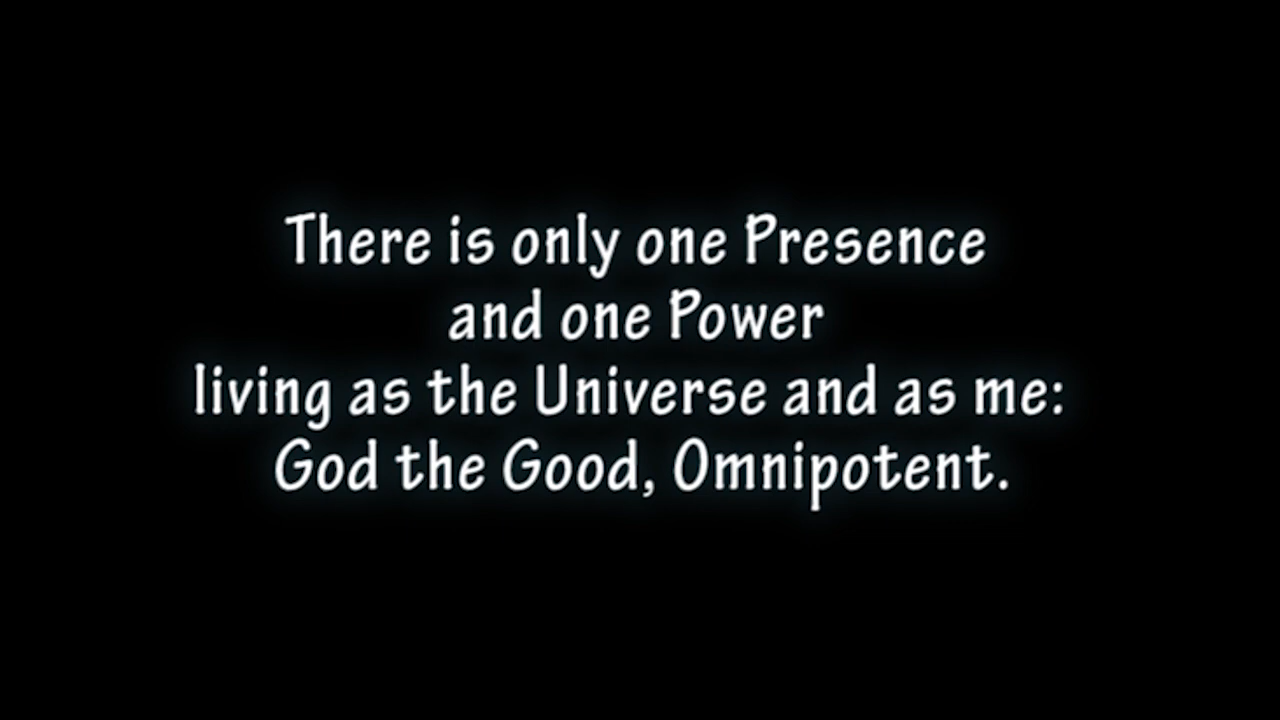 There is only one Presence
and one Power
living as the Universe and as me:
God the Good, Omnipotent.